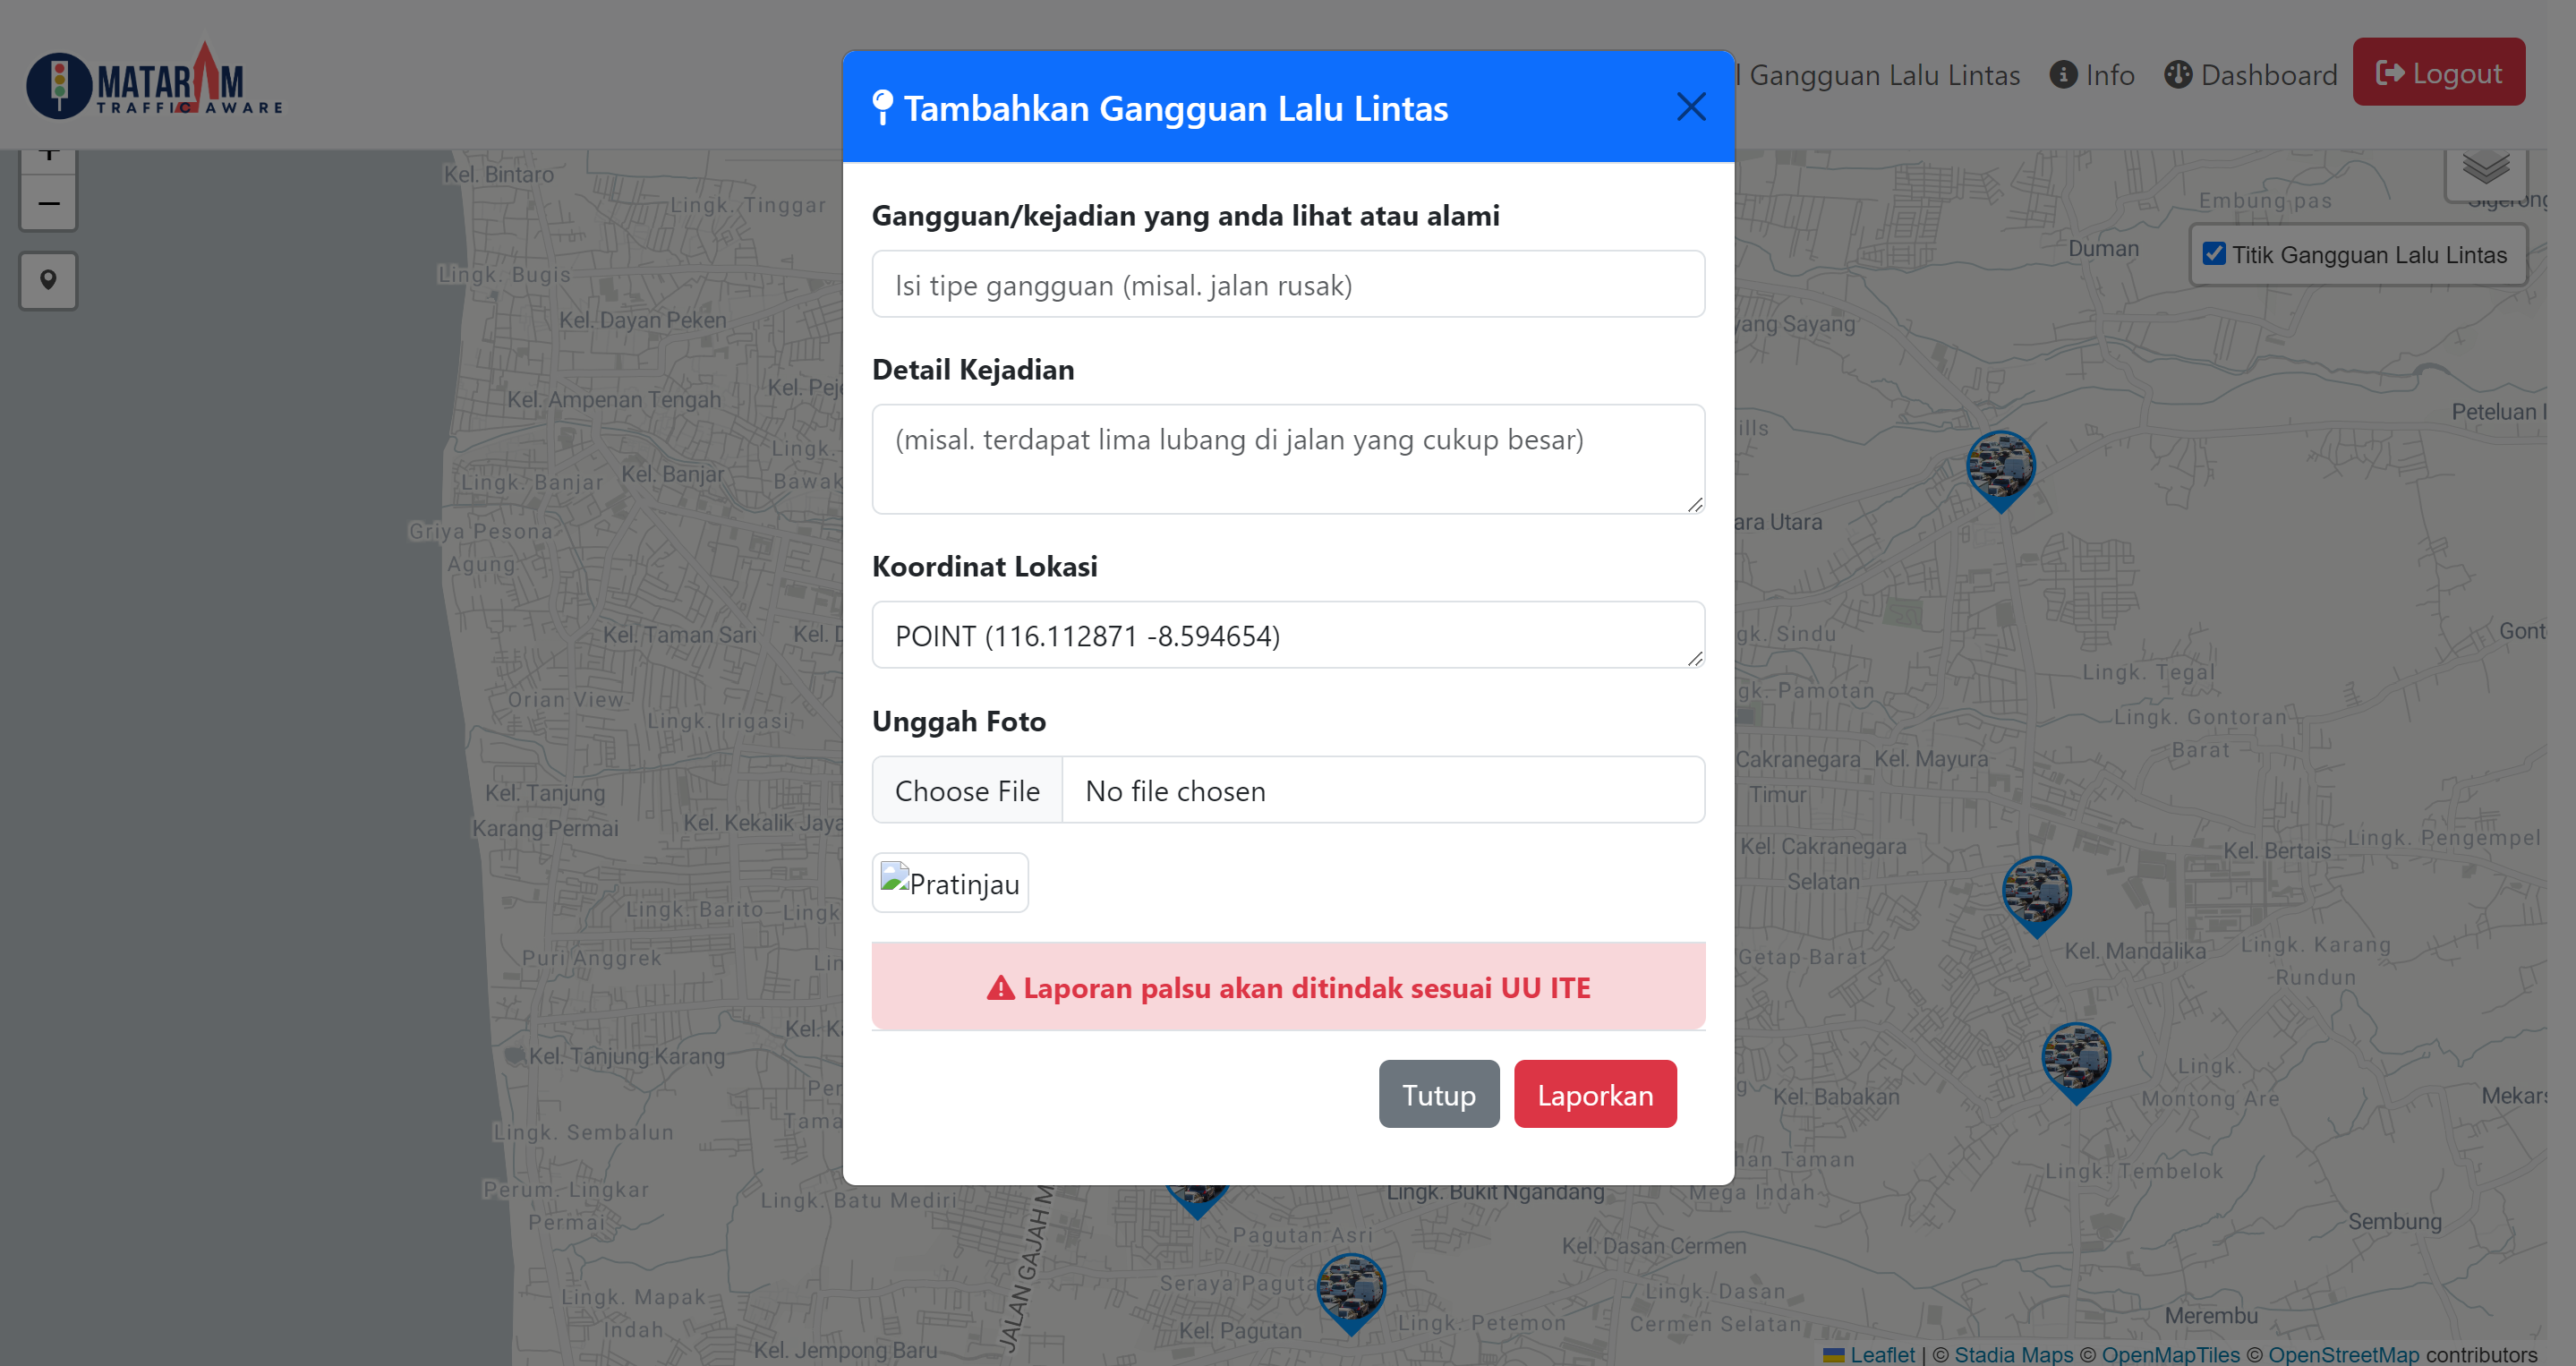 MATARAM
TRAFFIC AWARE
l Gangguan Lalu Lintas
Info
Dashboard
Logout
Tambahkan Gangguan Lalu Lintas
Gangguan/kejadian yang anda lihat atau alami
Isi tipe gangguan (misal. jalan rusak)
Detail Kejadian
(misal. terdapat lima lubang di jalan yang cukup besar)
Koordinat Lokasi
POINT (116.112871 -8.594654)
Unggah Foto
Choose File
No file chosen
Pratinjau
Laporan palsu akan ditindak sesuai UU ITE
Tutup
Laporkan
Titik Gangguan Lalu Lintas
Kel. Bintaro
Lingk. Tinggar
Lingk. Bugis
Kel. Dayan Peken
Kel. Ampenan Tengah
Kel. Banjar
Lingk. Banjar
Lingk.
Bawak
Griya Pesona
Agung
Kel. Taman Sari
Orian View
Lingk. Irigasi
Kel. Tanjung
Karang Permai
Kel. Kekalik Jaya
Lingk. Barito
Lingk
Puri Anggrek
Kel. Tanjung Karang
Lingk. Sembalun
Perum. Lingkar
Permai
Lingk. Batu Mediri
Lingk. Mapak
Indah
Kel. Jempong Baru
JALAN GAJAH M
Lingk. Bukit Ngandang
Pagutan Asri
Seraya Paguta
Kel. Pagutan
Lingk. Petemon
Kel. Dasan Cermen
Lingk. Dasan
Cermen Selatan
Mega Indah
Embung pas
Duman
yang Sayang
Peteluan
ills
ara Utara
gk. Sindu
gk. Pamotan
Cakranegara
Timur
Kel. Mayura
Kel. Cakranegara
Selatan
Getap Barat
Kel. Babakan
han Taman
Gont
Lingk. Tegal
Lingk. Gontoran
Barat
Lingk. Pengempel
Kel. Bertais
Kel. Mandalika
Lingk. Karang
Rundun
Lingk.
Montong Are
Mekars
Lingk. Tembelok
Sembung
Merembu
Leaflet | © Stadia Maps © OpenMapTiles © OpenStreetMap contributors